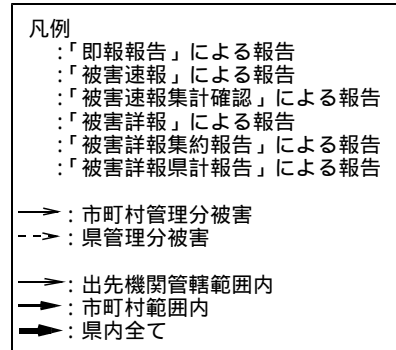 凡例
:「即報報告」による報告
:「被害速報」による報告
:「被害速報集計確認」による報告
:「被害詳報」による報告
:「被害詳報集約報告」による報告
:「被害詳報県計報告」による報告
:市町村管理分被害
:県管理分被害
:出先機関管轄範囲内
:市町村範囲内
:県内全て